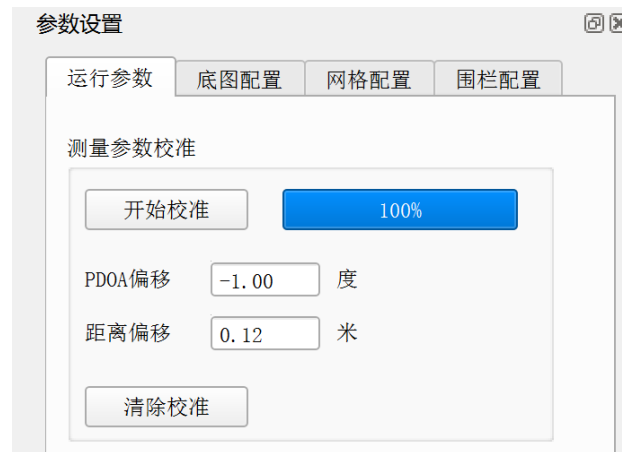 参数设置
运行参数 底图配置 网格配置 围栏配置
测量参数校准
开始校准 100%
PDOA偏移 -1.00 度
距离偏移 0.12 米
清除校准